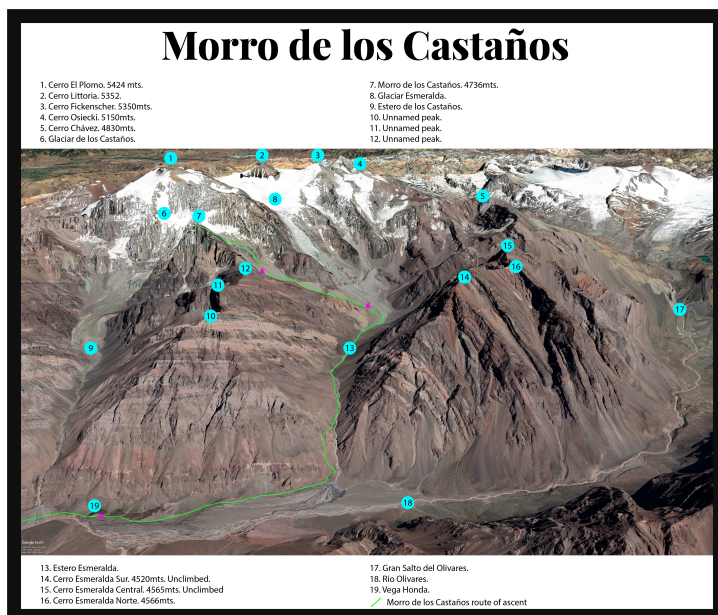 Morro de los Castaños
1. Cerro El Plomo. 5424 mts.
2. Cerro Littoria. 5352.
3. Cerro Fickenscher. 5350mts.
4. Cerro Osiecki. 5150mts.
5. Cerro Chávez. 4830mts.
6. Glaciar de los Castaños.
7. Morro de los Castaños. 4736mts.
8. Glaciar Esmeralda.
9. Estero de los Castaños.
10. Unnamed peak.
11. Unnamed peak.
12. Unnamed peak.
1
2
3
4
5
6
7
8
9
10
11
12
13
14
15
16
17
18
19
Google Earth
13. Estero Esmeralda.
14. Cerro Esmeralda Sur. 4520mts. Unclimbed.
15. Cerro Esmeralda Central. 4565mts. Unclimbed
16. Cerro Esmeralda Norte. 4566mts.
17. Gran Salto del Olivares.
18. Río Olivares.
19. Vega Honda.
Morro de los Castaños route of ascent